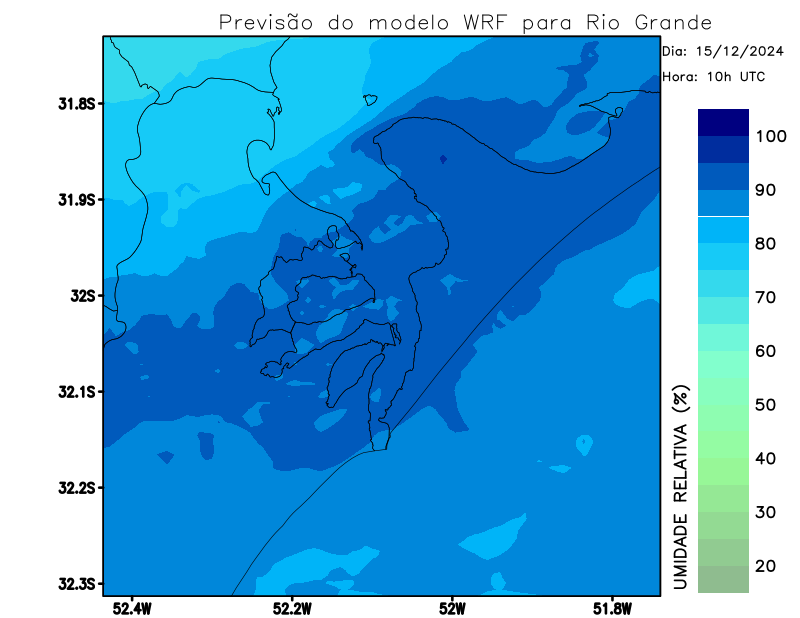 Previsão do modelo WRF para Rio Grande
Dia: 15/12/2024
Hora: 10h UTC
31.8S
31.9S
32S
32.1S
32.2S
32.3S
52.4W
52.2W
52W
51.8W
100
90
80
70
60
50
40
30
20
UMIDADE RELATIVA (%)